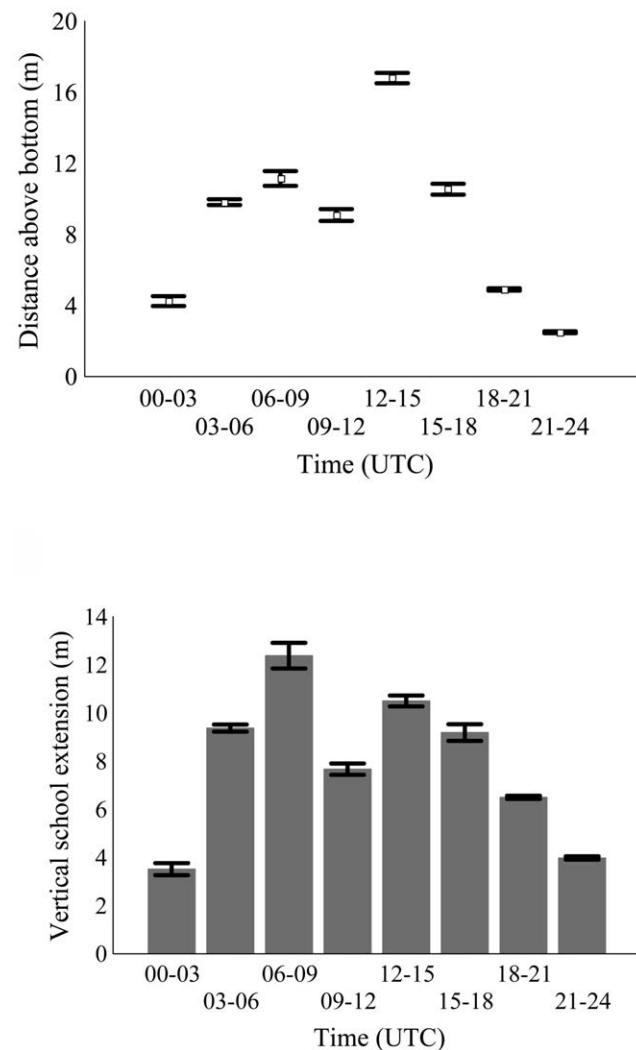 Distance above bottom (m)
20
16
12
8
4
0
00-03 06-09 12-15 18-21
03-06 09-12 15-18 21-24
Time (UTC)
Vertical school extension (m)
14
12
10
8
6
4
2
0
00-03 06-09 12-15 18-21
03-06 09-12 15-18 21-24
Time (UTC)